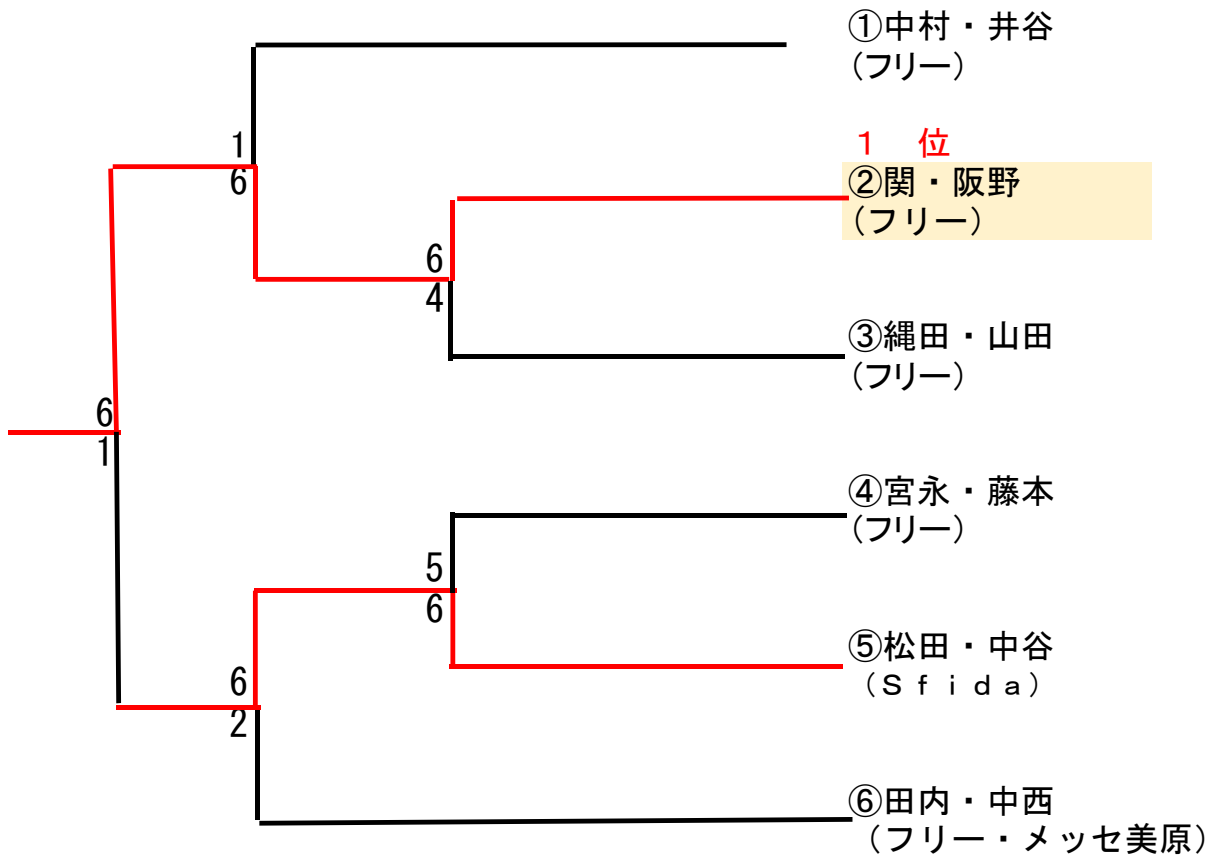 ①中村・井谷
(フリー)
1
6
1 位
②関・阪野
(フリー)
6
4
③縄田・山田
(フリー)
6
1
④宮永・藤本
(フリー)
5
6
⑤松田・中谷
(Sfida)
6
2
⑥田内・中西
(フリー・メッセ美原)